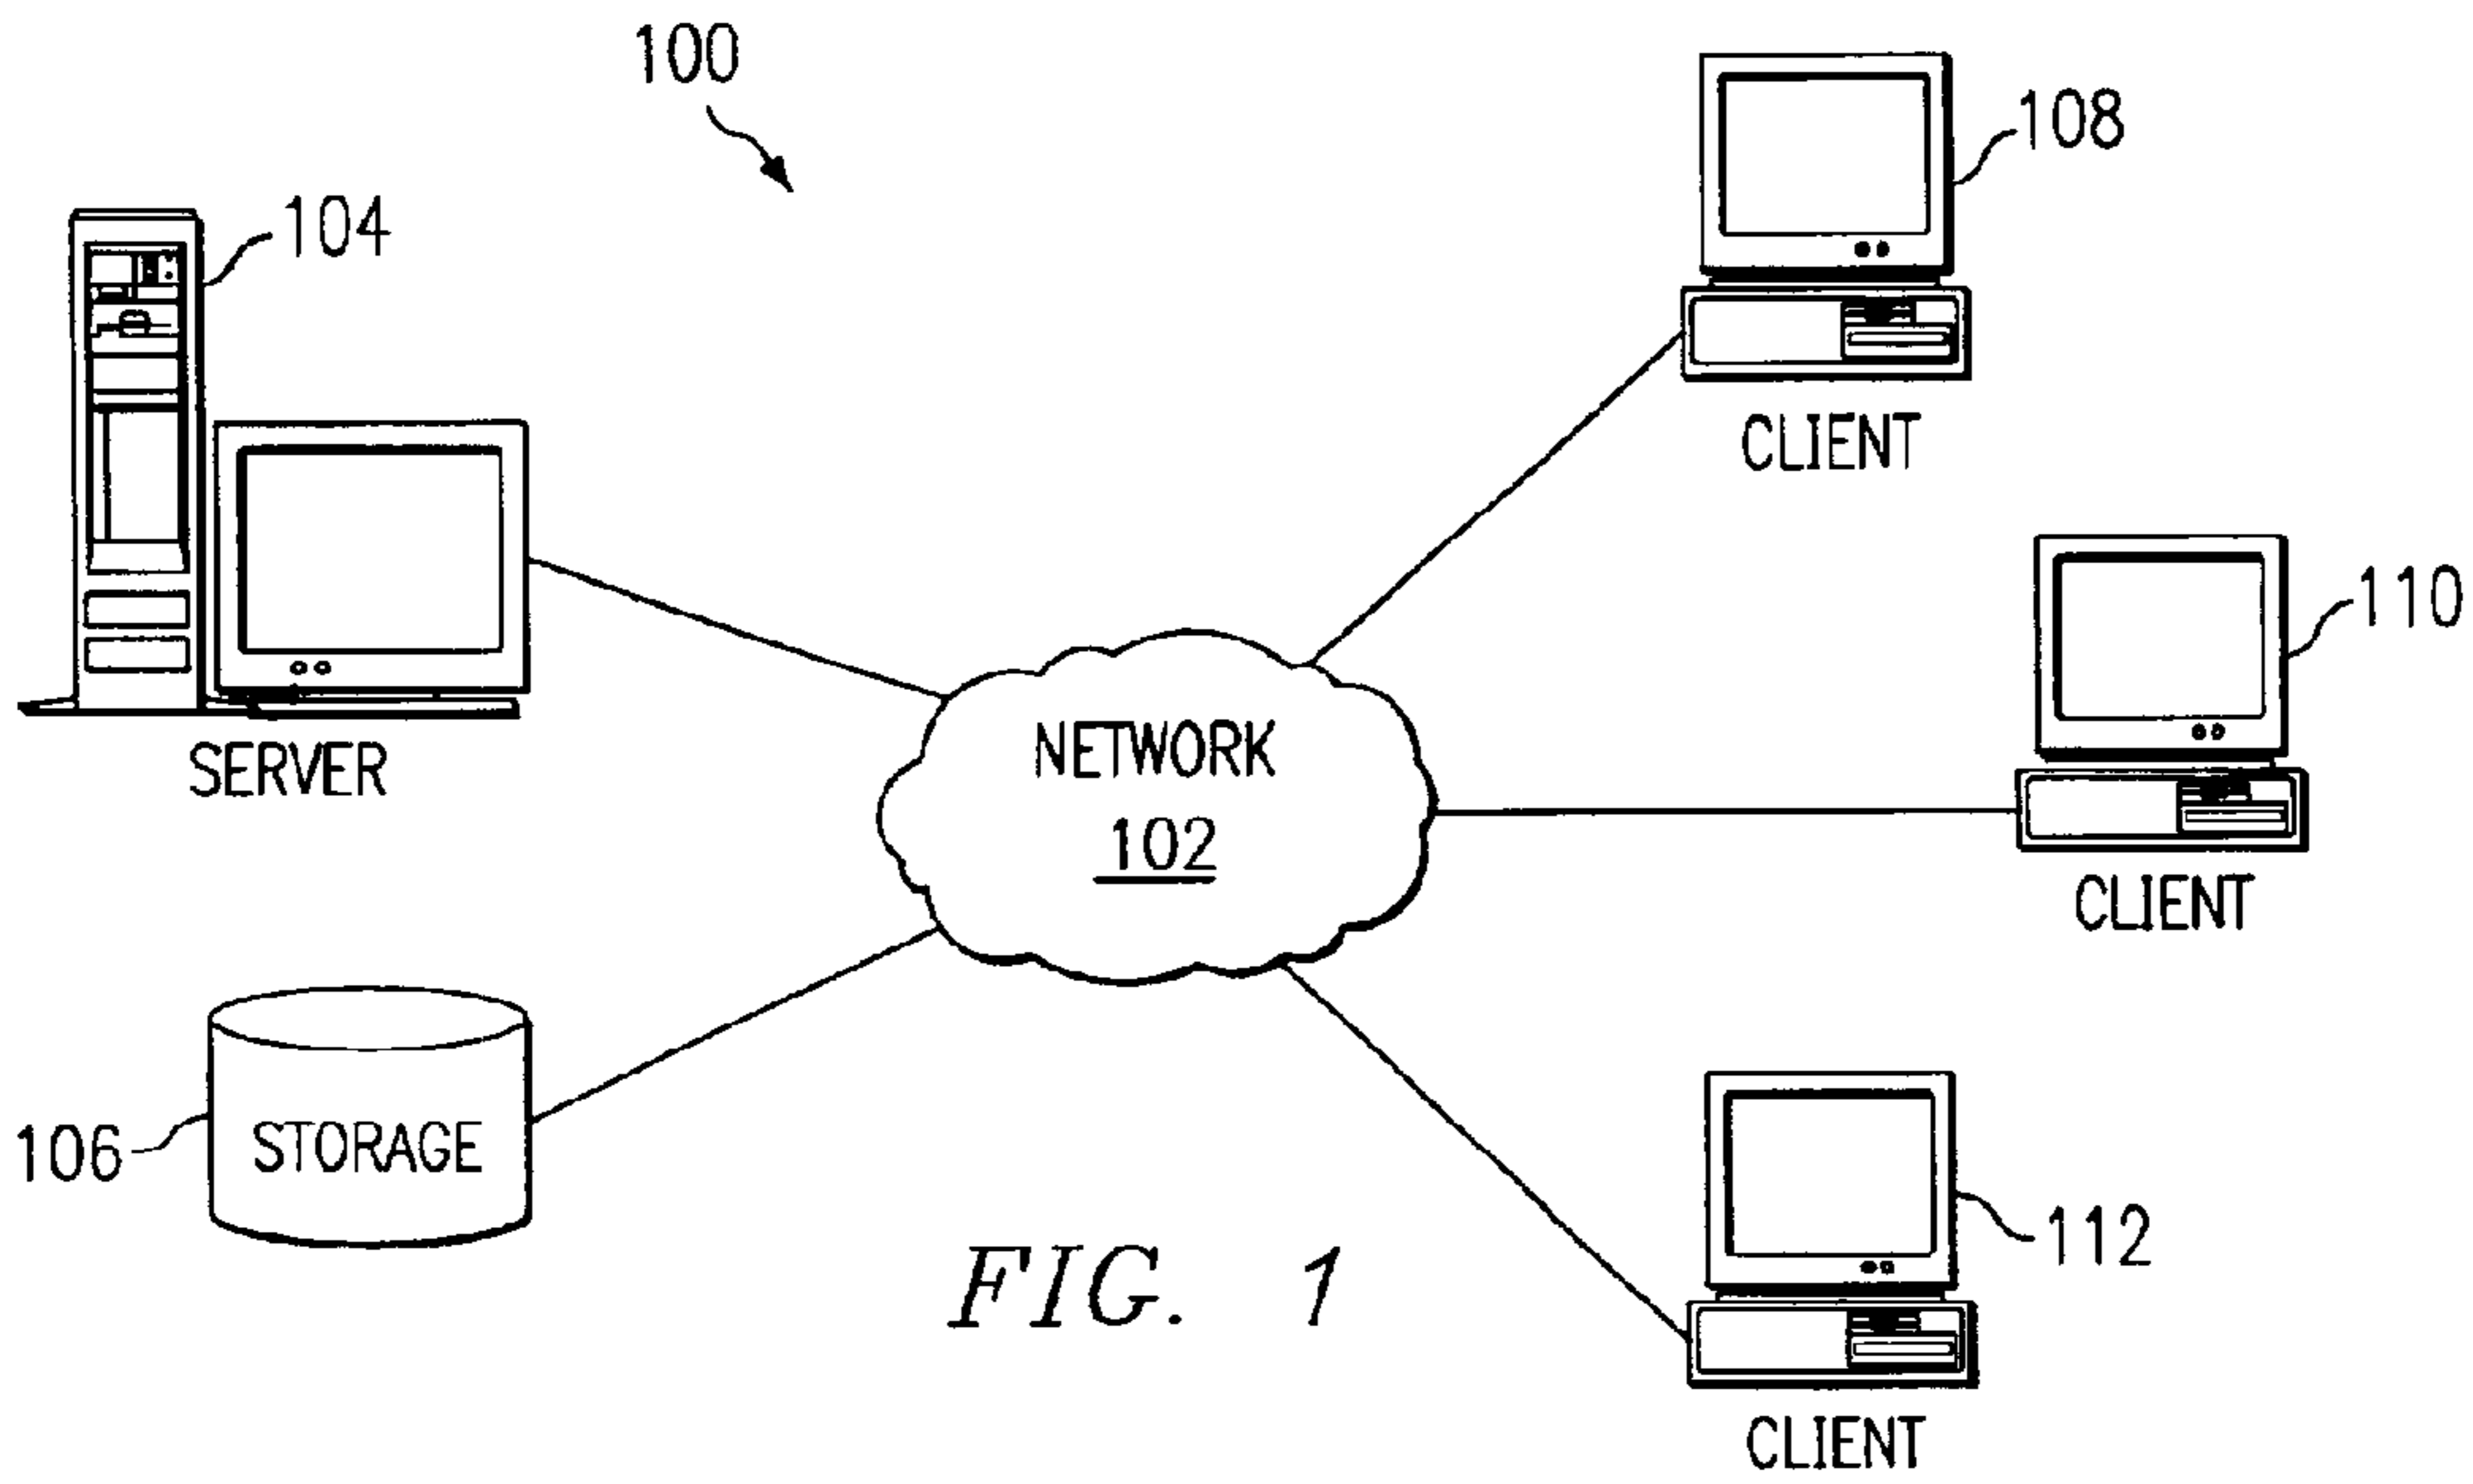 100
108
104
CLIENT
110
SERVER
NETWORK
102
CLIENT
106
STORAGE
112
FIG. 1
CLIENT